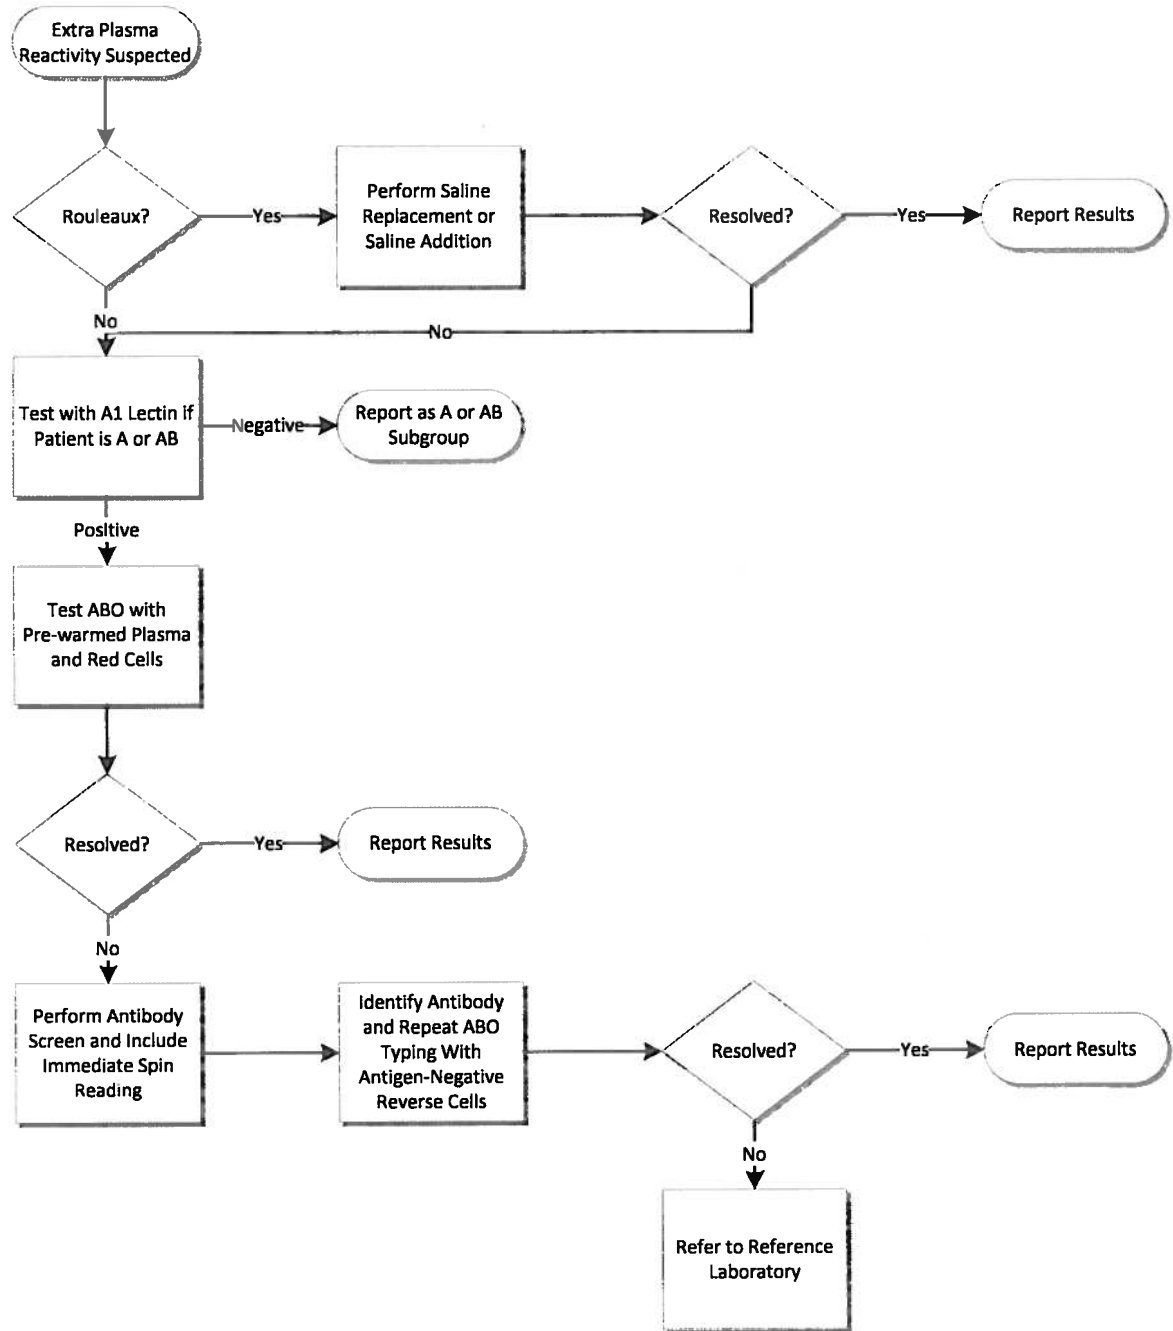 Extra Plasma
Reactivity Suspected
Rouleaux?
Yes
Perform Saline
Replacement or
Saline Addition
Resolved?
Yes
Report Results
No
No
Test with A1 Lectin if
Patient is A or AB
Negative
Report as A or AB
Subgroup
Positive
Test ABO with
Pre-warmed Plasma
and Red Cells
Resolved?
Yes
Report Results
No
Perform Antibody
Screen and Include
Immediate Spin
Reading
Identify Antibody
and Repeat ABO
Typing With
Antigen-Negative
Reverse Cells
Resolved?
Yes
Report Results
No
Refer to Reference
Laboratory